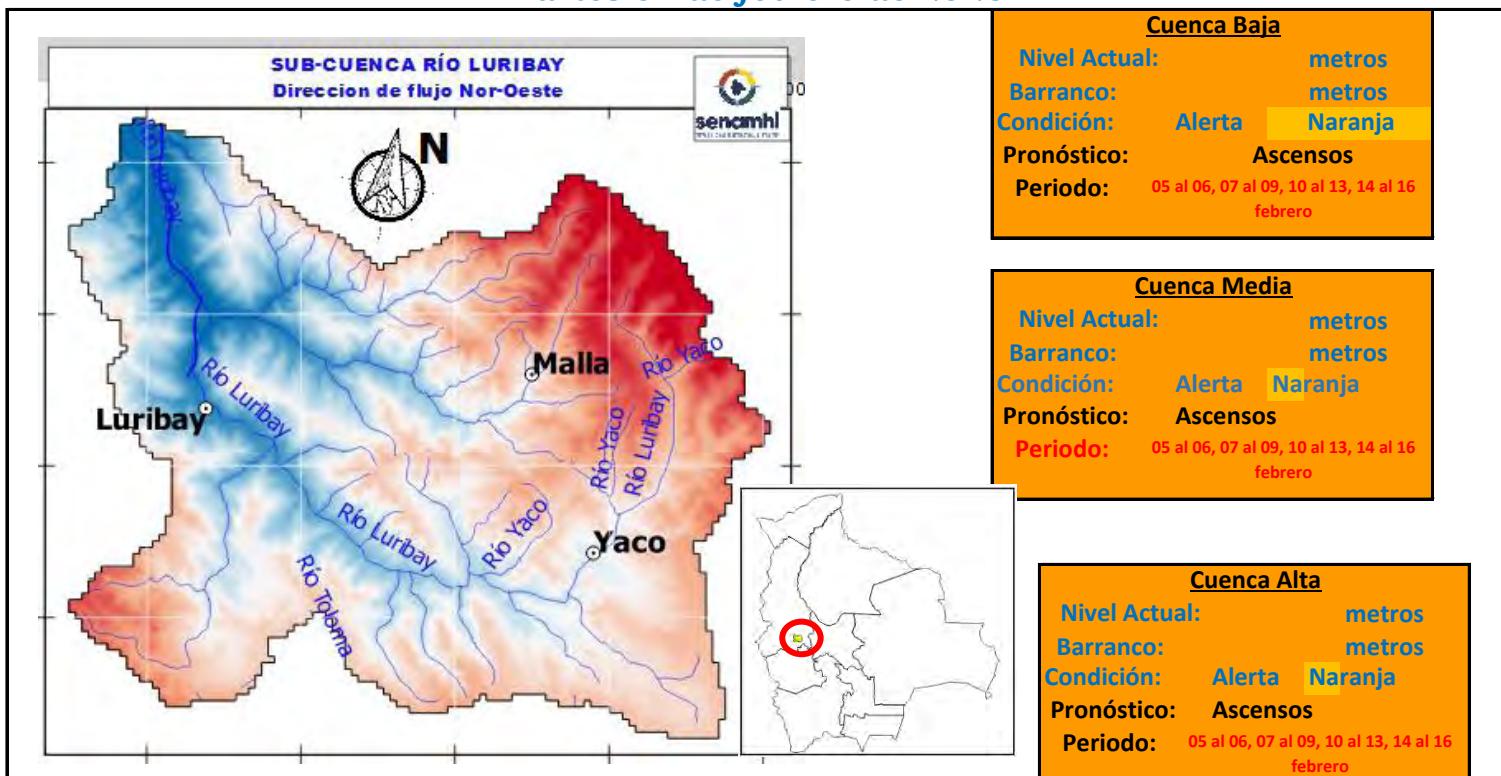 SUB-CUENCA RÍO LURIBAY
Direccion de flujo Nor-Oeste
senamhi
00
N
Río Luribay
Malla
Río Yaco
Luribay
Río Luribay
Río Yaco
Río Luribay
Río Luribay
Río Yaco
Yaco
Río Tolama
Cuenca Baja
Nivel Actual: metros
Barranco: metros
Condición: Alerta Naranja
Pronóstico: Ascensos
Periodo: 05 al 06, 07 al 09, 10 al 13, 14 al 16
febrero
Cuenca Media
Nivel Actual: metros
Barranco: metros
Condición: Alerta Naranja
Pronóstico: Ascensos
Periodo: 05 al 06, 07 al 09, 10 al 13, 14 al 16
febrero
Cuenca Alta
Nivel Actual: metros
Barranco: metros
Condición: Alerta Naranja
Pronóstico: Ascensos
Periodo: 05 al 06, 07 al 09, 10 al 13, 14 al 16
febrero